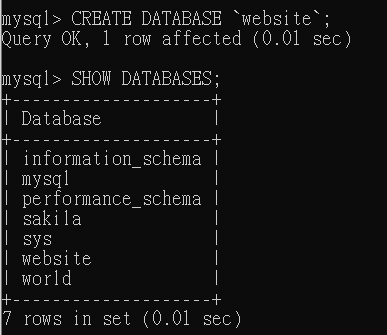 mysql> CREATE DATABASE `website`;
Query OK, 1 row affected (0.01 sec)

mysql> SHOW DATABASES;
+--------------------+
| Database           |
+--------------------+
| information_schema |
| mysql              |
| performance_schema |
| sakila             |
| sys                |
| website            |
| world              |
+--------------------+
7 rows in set (0.01 sec)